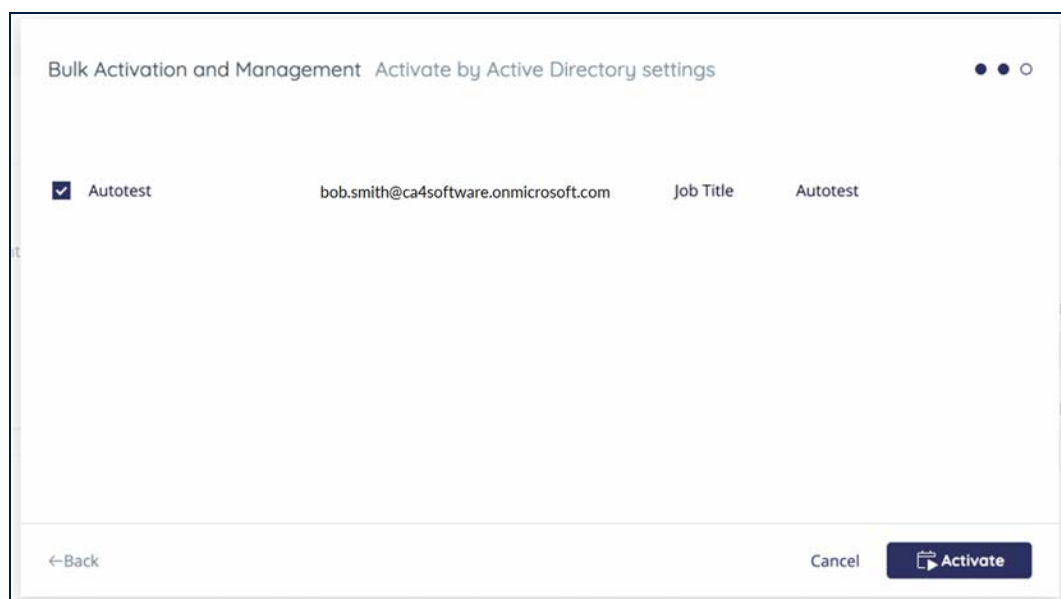 Bulk Activation and Management Activate by Active Directory settings
Autotest bob.smith@ca4software.onmicrosoft.com Job Title Autotest
←Back Cancel Activate